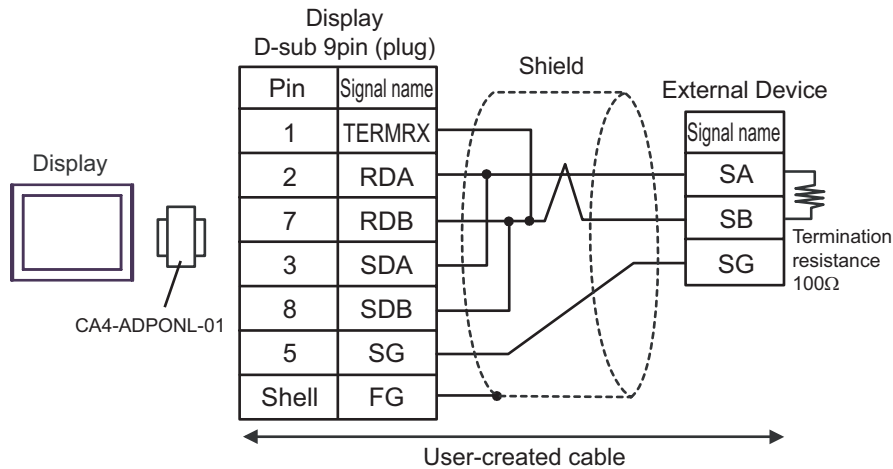 Display
D-sub 9pin (plug)
Pin Signal name
1 TERMRX
2 RDA
7 RDB
3 SDA
8 SDB
5 SG
Shell FG
Shield
External Device
Signal name
SA
SB
SG
Termination
resistance
100Ω
Display
CA4-ADPONL-01
User-created cable